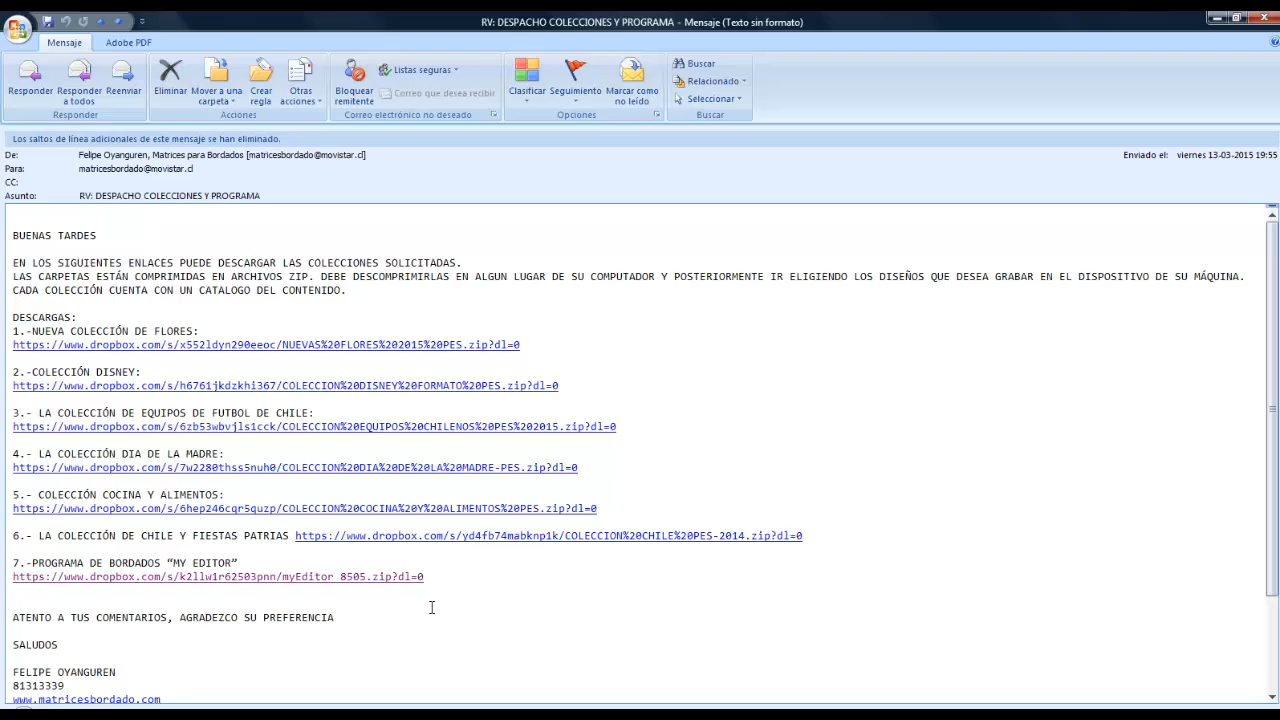 RV: DESPACHO COLECCIONES Y PROGRAMA - Mensaje (Texto sin formato)
Mensaje
Adobe PDF
Responder
Responder a todos
Reenviar
Responder
Eliminar
Mover a una carpeta
Crear regla
Otras acciones
Acciones
Bloquear remitente
Listas seguras
Correo que desea recibir
Correo electrónico no deseado
Clasificar
Seguimiento
Marcar como no leído
Opciones
Buscar
Relacionado
Seleccionar
Buscar
Los saltos de línea adicionales de este mensaje se han eliminado.
De: Felipe Oyanguren, Matrices para Bordados [matricesbordado@movistar.cl]
Enviado el: viernes 13-03-2015 19:55
Para: matricesbordado@movistar.cl
CC:
Asunto: RV: DESPACHO COLECCIONES Y PROGRAMA
BUENAS TARDES
EN LOS SIGUIENTES ENLACES PUEDE DESCARGAR LAS COLECCIONES SOLICITADAS.
LAS CARPETAS ESTÁN COMPRIMIDAS EN ARCHIVOS ZIP. DEBE DESCOMPRIMIRLAS EN ALGUN LUGAR DE SU COMPUTADOR Y POSTERIORMENTE IR ELIGIENDO LOS DISEÑOS QUE DESEA GRABAR EN EL DISPOSITIVO DE SU MÁQUINA.
CADA COLECCIÓN CUENTA CON UN CATALOGO DEL CONTENIDO.
DESCARGAS:
1.-NUEVA COLECCIÓN DE FLORES:
https://www.dropbox.com/s/x552ldyn290eeoc/NUEVAS%20FLORES%202015%20PES.zip?dl=0
2.-COLECCIÓN DISNEY:
https://www.dropbox.com/s/h6761jkdzkhi367/COLECCION%20DISNEY%20FORMATO%20PES.zip?dl=0
3.- LA COLECCIÓN DE EQUIPOS DE FUTBOL DE CHILE:
https://www.dropbox.com/s/6zb53wbvjls1cck/COLECCION%20EQUIPOS%20CHILENOS%20PES%202015.zip?dl=0
4.- LA COLECCIÓN DIA DE LA MADRE:
https://www.dropbox.com/s/7w2280thss5nuh0/COLECCION%20DIA%20DE%20LA%20MADRE-PES.zip?dl=0
5.- COLECCIÓN COCINA Y ALIMENTOS:
https://www.dropbox.com/s/6hep246cqr5quzp/COLECCION%20COCINA%20Y%20ALIMENTOS%20PES.zip?dl=0
6.- LA COLECCIÓN DE CHILE Y FIESTAS PATRIAS https://www.dropbox.com/s/yd4fb74mabknp1k/COLECCION%20CHILE%20PES-2014.zip?dl=0
7.-PROGRAMA DE BORDADOS “MY EDITOR”
https://www.dropbox.com/s/k2llw1r62503pnn/myEditor_8505.zip?dl=0
ATENTO A TUS COMENTARIOS, AGRADEZCO SU PREFERENCIA
SALUDOS
FELIPE OYANGUREN
81313339
www.matricesbordado.com